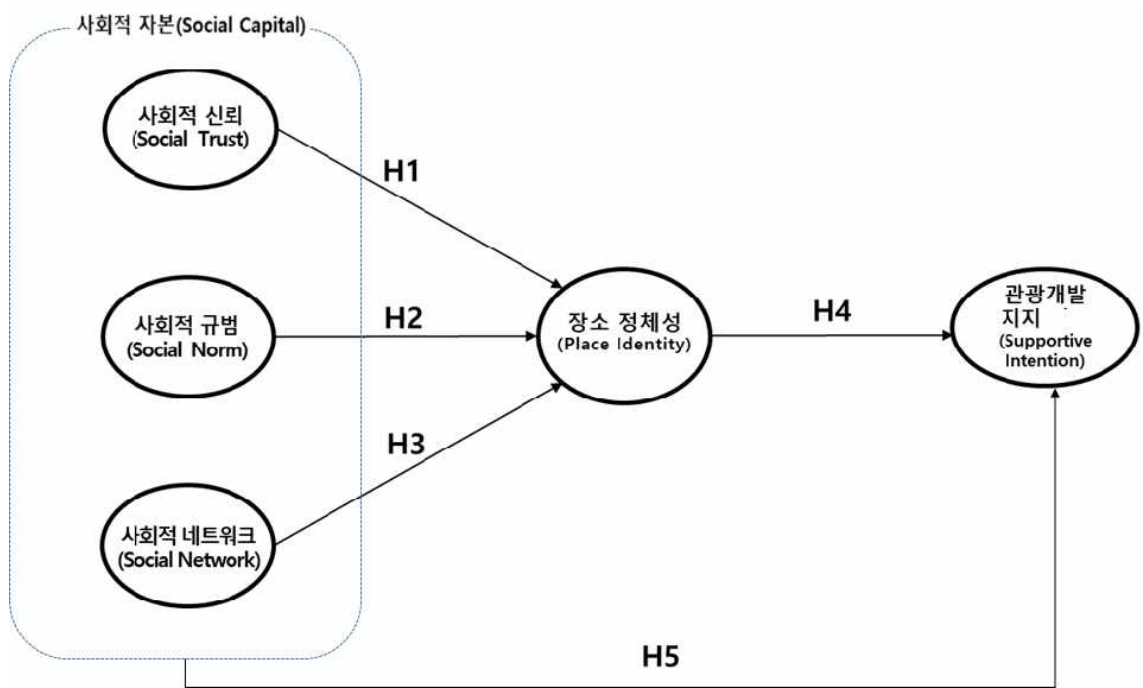 사회적 자본(Social Capital)
사회적 신뢰
(Social Trust)
H1
사회적 규범
(Social Norm)
H2
장소 정체성
(Place Identity)
H4
관광개발
지지
(Supportive
Intention)
H3
사회적 네트워크
(Social Network)
H5